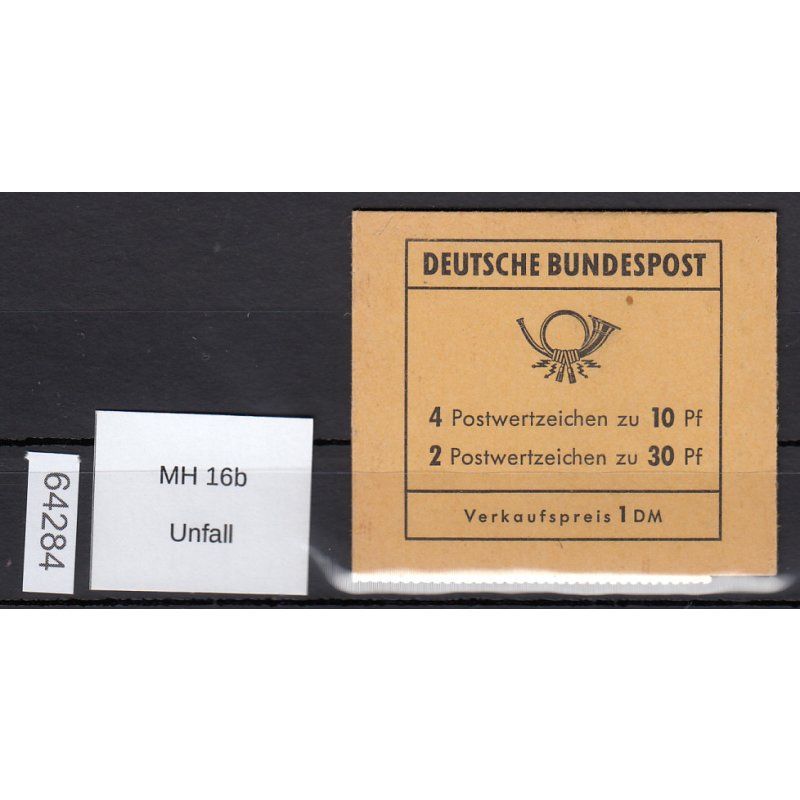 DEUTSCHE BUNDESPOST
4 Postwertzeichen zu 10 Pf
2 Postwertzeichen zu 30 Pf
Verkaufspreis 1 DM
MH 16b
Unfall
64284